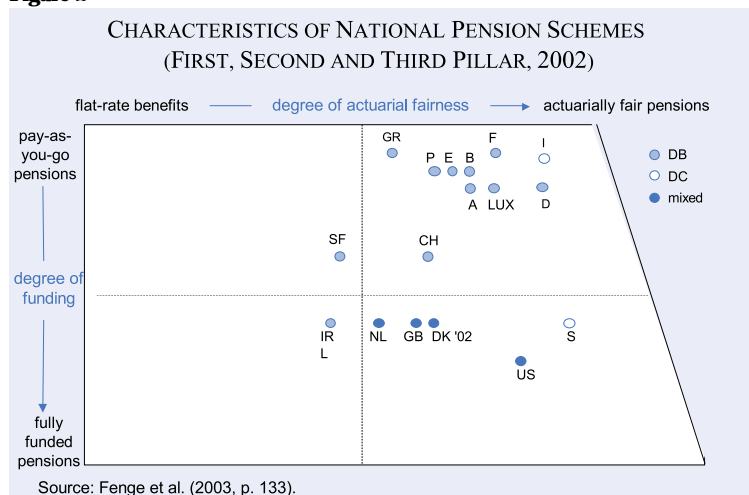 CHARACTERISTICS OF NATIONAL PENSION SCHEMES
(FIRST, SECOND AND THIRD PILLAR, 2002)
flat-rate benefits degree of actuarial fairness actuarially fair pensions
pay-as-
you-go
pensions
GR F I
P E B
A LUX D
DB
DC
mixed
SF CH
degree of
funding
IR NL GB DK '02 S
L
US
fully
funded
pensions
Source: Fenge et al. (2003, p. 133).